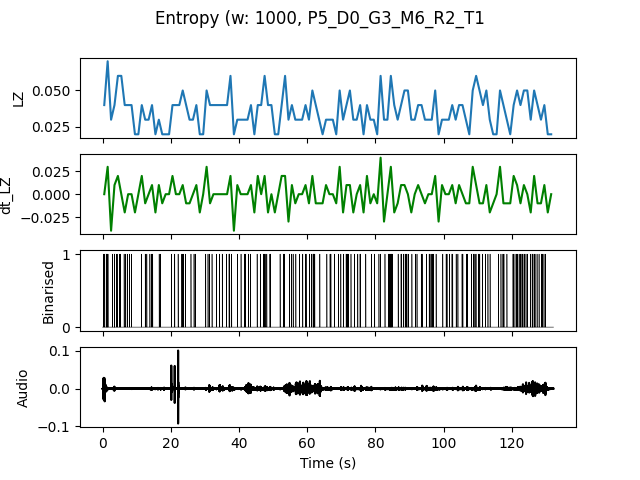 Entropy (w: 1000, P5_D0_G3_M6_R2_T1
LZ
0.050
0.025
dt_LZ
0.025
0.000
−0.025
Binarised
1
0
Audio
0.1
0.0
−0.1
0 20 40 60 80 100 120
Time (s)